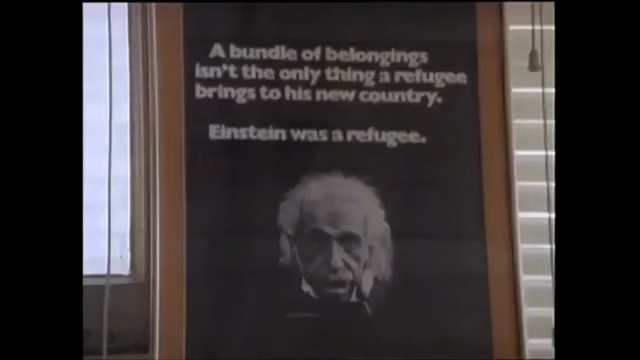 A bundle of belongings
isn't the only thing a refugee
brings to his new country.
Einstein was a refugee.